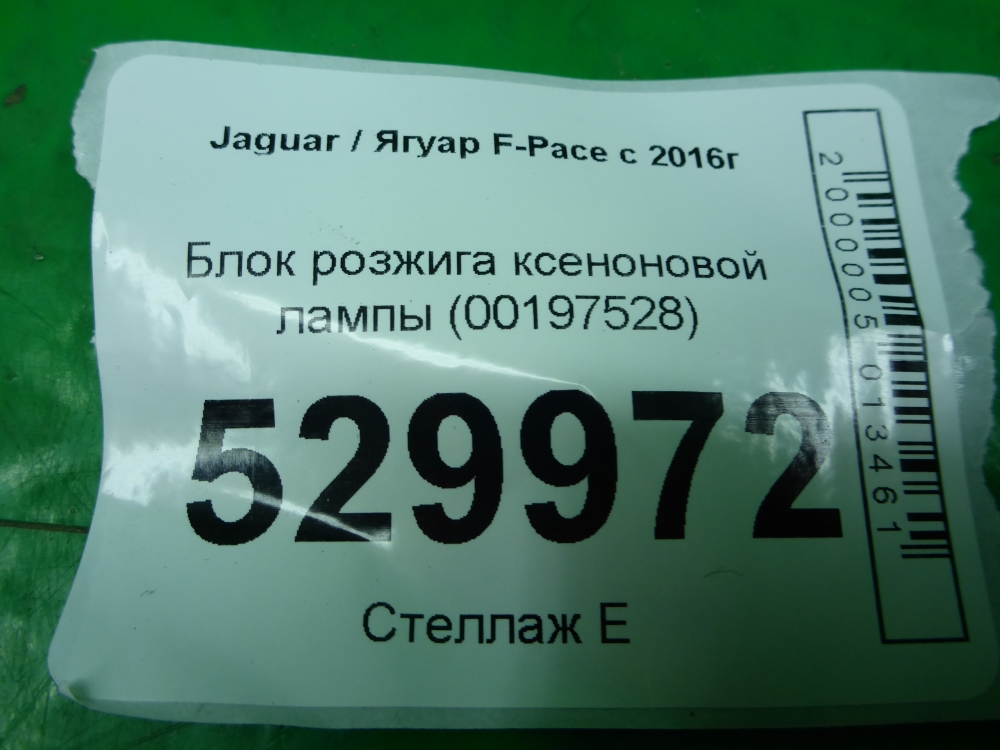 Jaguar / Ягуар F-Pace с 2016г
Блок розжига ксеноновой
лампы (00197528)
529972
Стеллаж Е
2000005013461